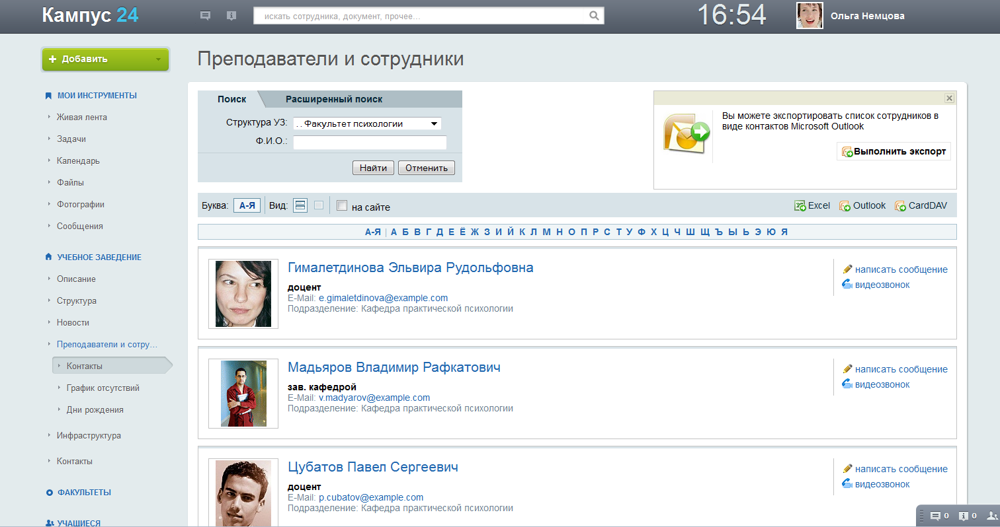 Кампус 24
искать сотрудника, документ, прочее...
16:54
Ольга Немцова
Добавить
МОИ ИНСТРУМЕНТЫ
Живая лента
Задачи
Календарь
Файлы
Фотографии
Сообщения
УЧЕБНОЕ ЗАВЕДЕНИЕ
Описание
Структура
Новости
Преподаватели и сотру...
Контакты
График отсутствий
Дни рождения
Инфраструктура
Контакты
ФАКУЛЬТЕТЫ
УЧАЩИЕСЯ
Преподаватели и сотрудники
Поиск Расширенный поиск
Структура УЗ: . . Факультет психологии
Ф.И.О.:
Найти Отменить
Вы можете экспортировать список сотрудников в
виде контактов Microsoft Outlook
Выполнить экспорт
Буква: А-Я Вид: на сайте Excel Outlook CardDAV
А-Я | А Б В Г Д Е Ё Ж З И Й К Л М Н О П Р С Т У Ф Х Ц Ч Ш Щ Ъ Ы Ь Э Ю Я
Гималетдинова Эльвира Рудольфовна
доцент
E-Mail: e.gimaletdinova@example.com
Подразделение: Кафедра практической психологии
написать сообщение
видеозвонок
Мадьяров Владимир Рафкатович
зав. кафедрой
E-Mail: v.madyarov@example.com
Подразделение: Кафедра практической психологии
написать сообщение
видеозвонок
Цубатов Павел Сергеевич
доцент
E-Mail: p.cubatov@example.com
Подразделение: Кафедра практической психологии
написать сообщение
видеозвонок
0 0